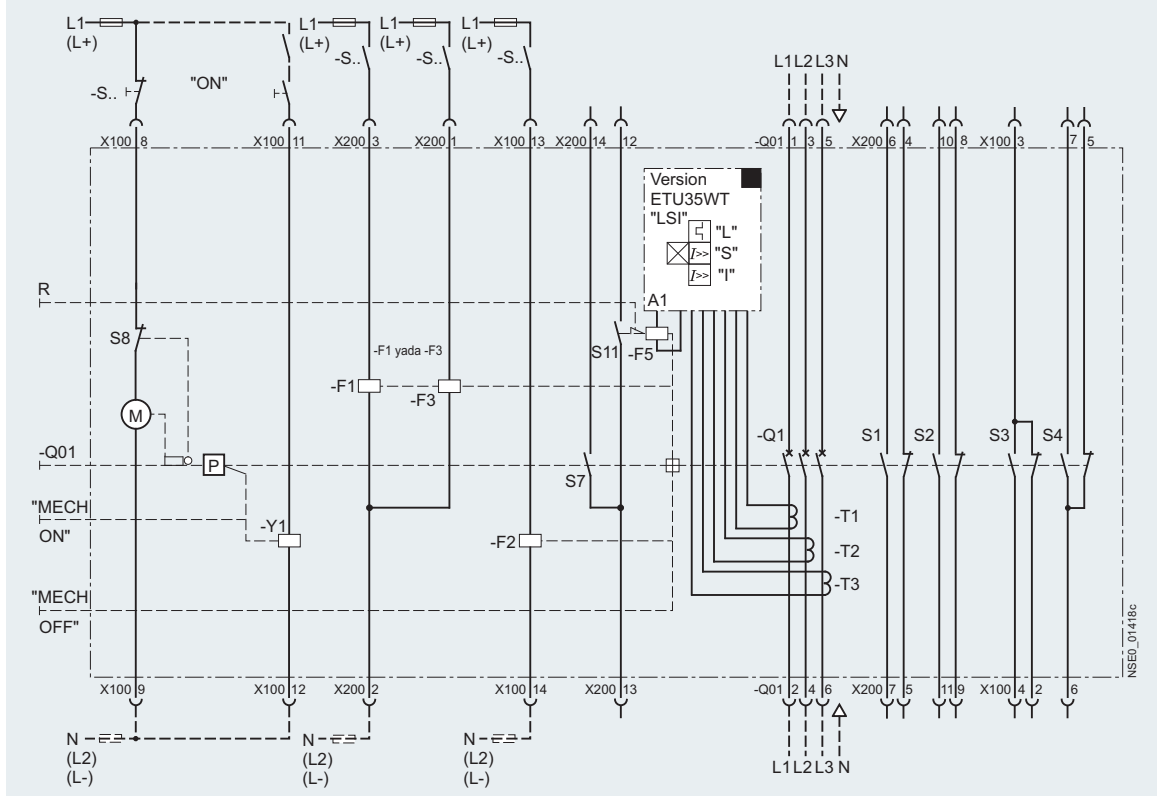 L1 L1 L1 L1
(L+) (L+) (L+) (L+)
-S.. "ON" -S.. -S.. -S..
L1 L2 L3 N
X100 8 X100 11 X200 3 X200 1 X100 13 X200 14 12 -Q01 1 3 5 X200 6 4 10 8 X100 3 7 5
Version
ETU35WT
"LSI"
"L"
I>> "S"
I>> "I"
A1
R
S8
-F1 yada -F3
S11 -F5
-F1 -F3
M
-Q01
P
S7
-Q1 S1 S2 S3 S4
"MECH
ON"
-Y1
-F2
-T1
-T2
-T3
"MECH
OFF"
NSE0_01418c
X100 9 X100 12 X200 2 X100 14 X200 13 -Q01 2 4 6 X200 7 5 11 9 X100 4 2 6
N N N
(L2) (L2) (L2)
(L-) (L-) (L-)
L1 L2 L3 N